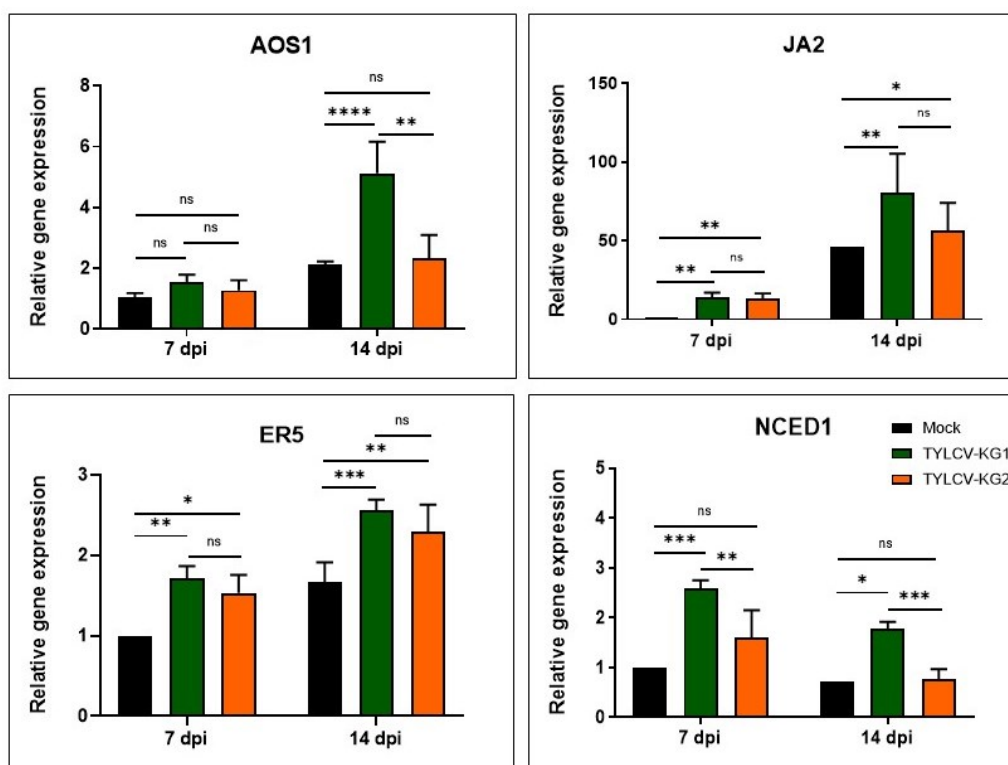 AOS1
Relative gene expression
8
6
4
2
0
ns
ns
ns
ns
****
**
7 dpi
14 dpi
JA2
Relative gene expression
150
100
50
0
**
**
ns
*
**
ns
7 dpi
14 dpi
ER5
Relative gene expression
3
2
1
0
*
**
ns
ns
**
***
7 dpi
14 dpi
NCED1
Relative gene expression
5
4
3
2
1
0
Mock
TYLCV-KG1
TYLCV-KG2
ns
***
**
ns
*
***
7 dpi
14 dpi